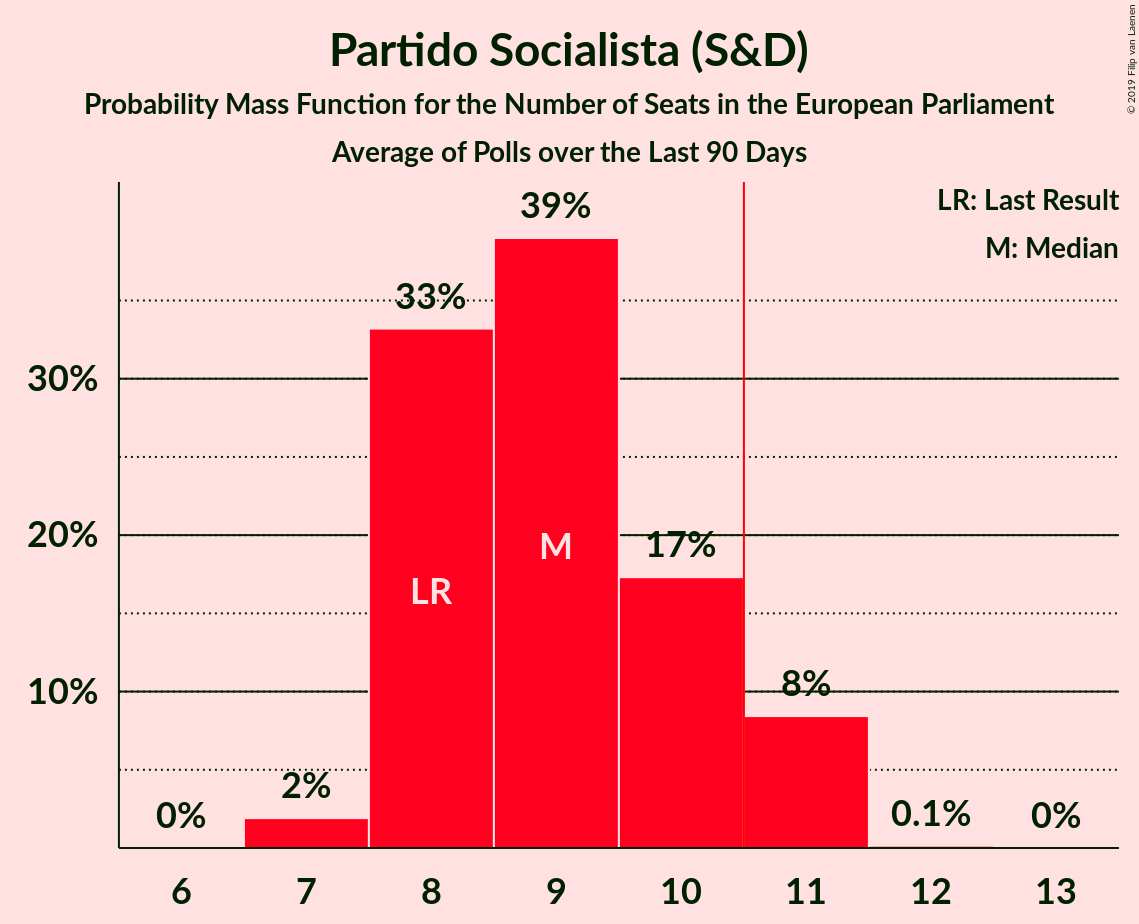 Partido Socialista (S&D)
Probability Mass Function for the Number of Seats in the European Parliament
Average of Polls over the Last 90 Days
© 2019 Filip van Laenen
LR: Last Result
M: Median
39%
33%
30%
M
20%
17%
LR
10%
8%
2%
0%
0.1%
0%
6 7 8 9 10 11 12 13